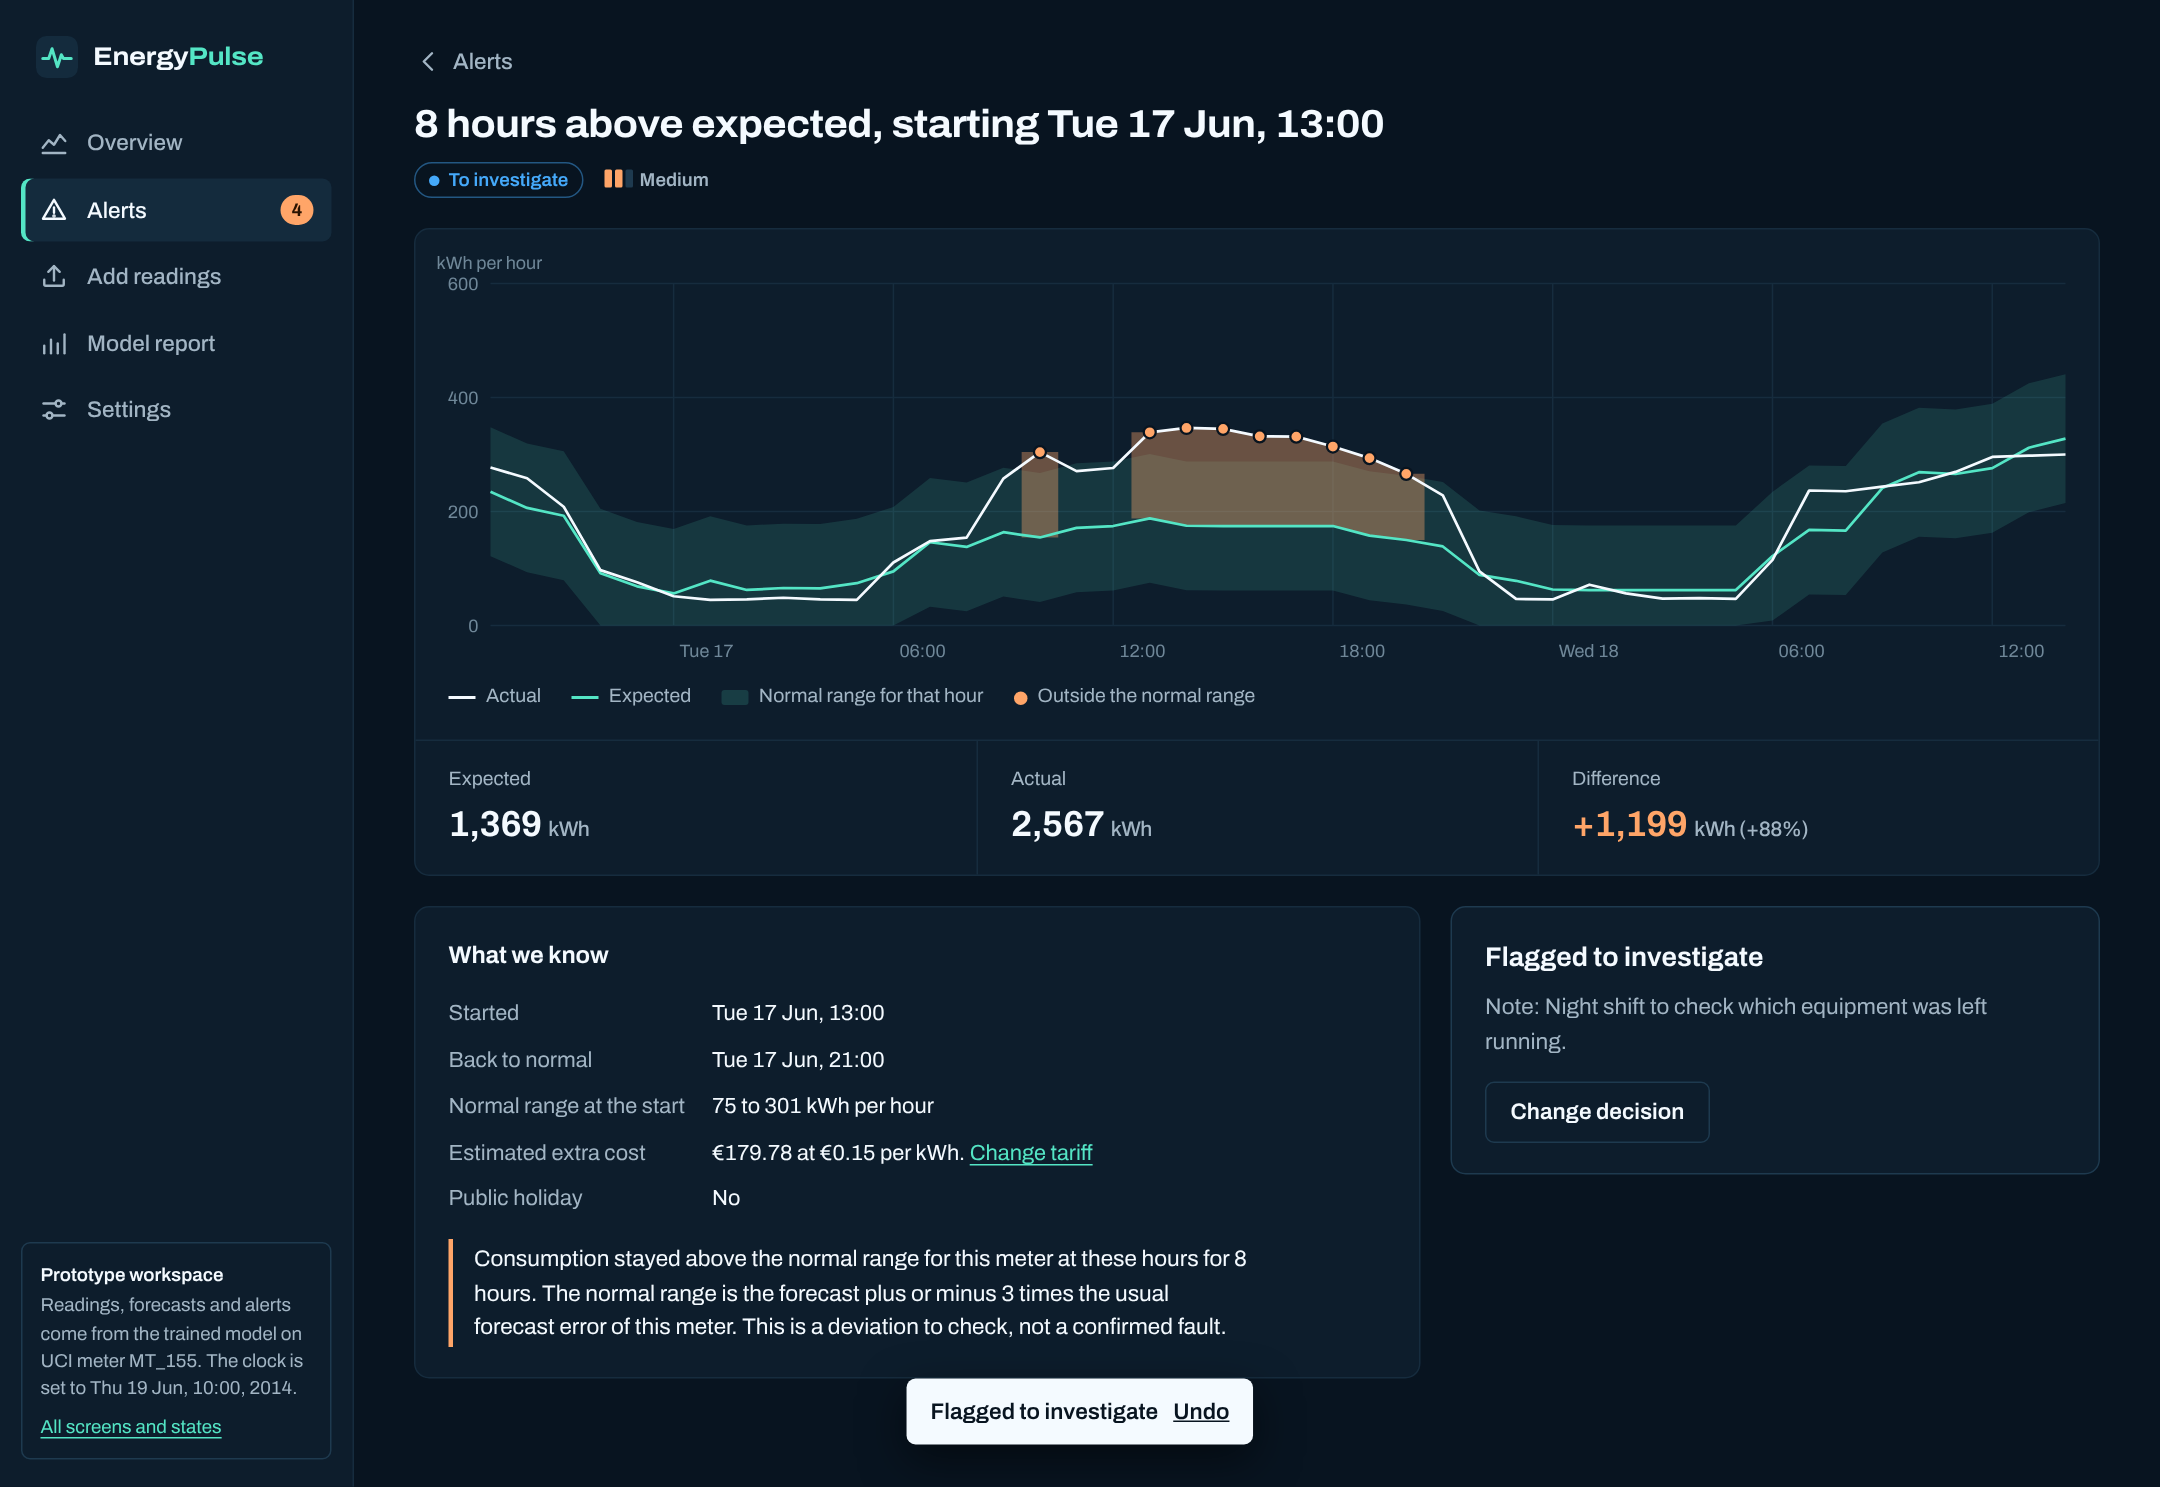 EnergyPulse
Overview
Alerts
4
Add readings
Model report
Settings
Prototype workspace
Readings, forecasts and alerts
come from the trained model on
UCI meter MT_155. The clock is
set to Thu 19 Jun, 10:00, 2014.
All screens and states
Alerts
8 hours above expected, starting Tue 17 Jun, 13:00
To investigate
Medium
kWh per hour
600
400
200
0
Tue 17
06:00
12:00
18:00
Wed 18
06:00
12:00
Actual
Expected
Normal range for that hour
Outside the normal range
Expected
1,369 kWh
Actual
2,567 kWh
Difference
+1,199 kWh (+88%)
What we know
Started
Tue 17 Jun, 13:00
Back to normal
Tue 17 Jun, 21:00
Normal range at the start
75 to 301 kWh per hour
Estimated extra cost
€179.78 at €0.15 per kWh. Change tariff
Public holiday
No
Consumption stayed above the normal range for this meter at these hours for 8
hours. The normal range is the forecast plus or minus 3 times the usual
forecast error of this meter. This is a deviation to check, not a confirmed fault.
Flagged to investigate
Note: Night shift to check which equipment was left
running.
Change decision
Flagged to investigate Undo